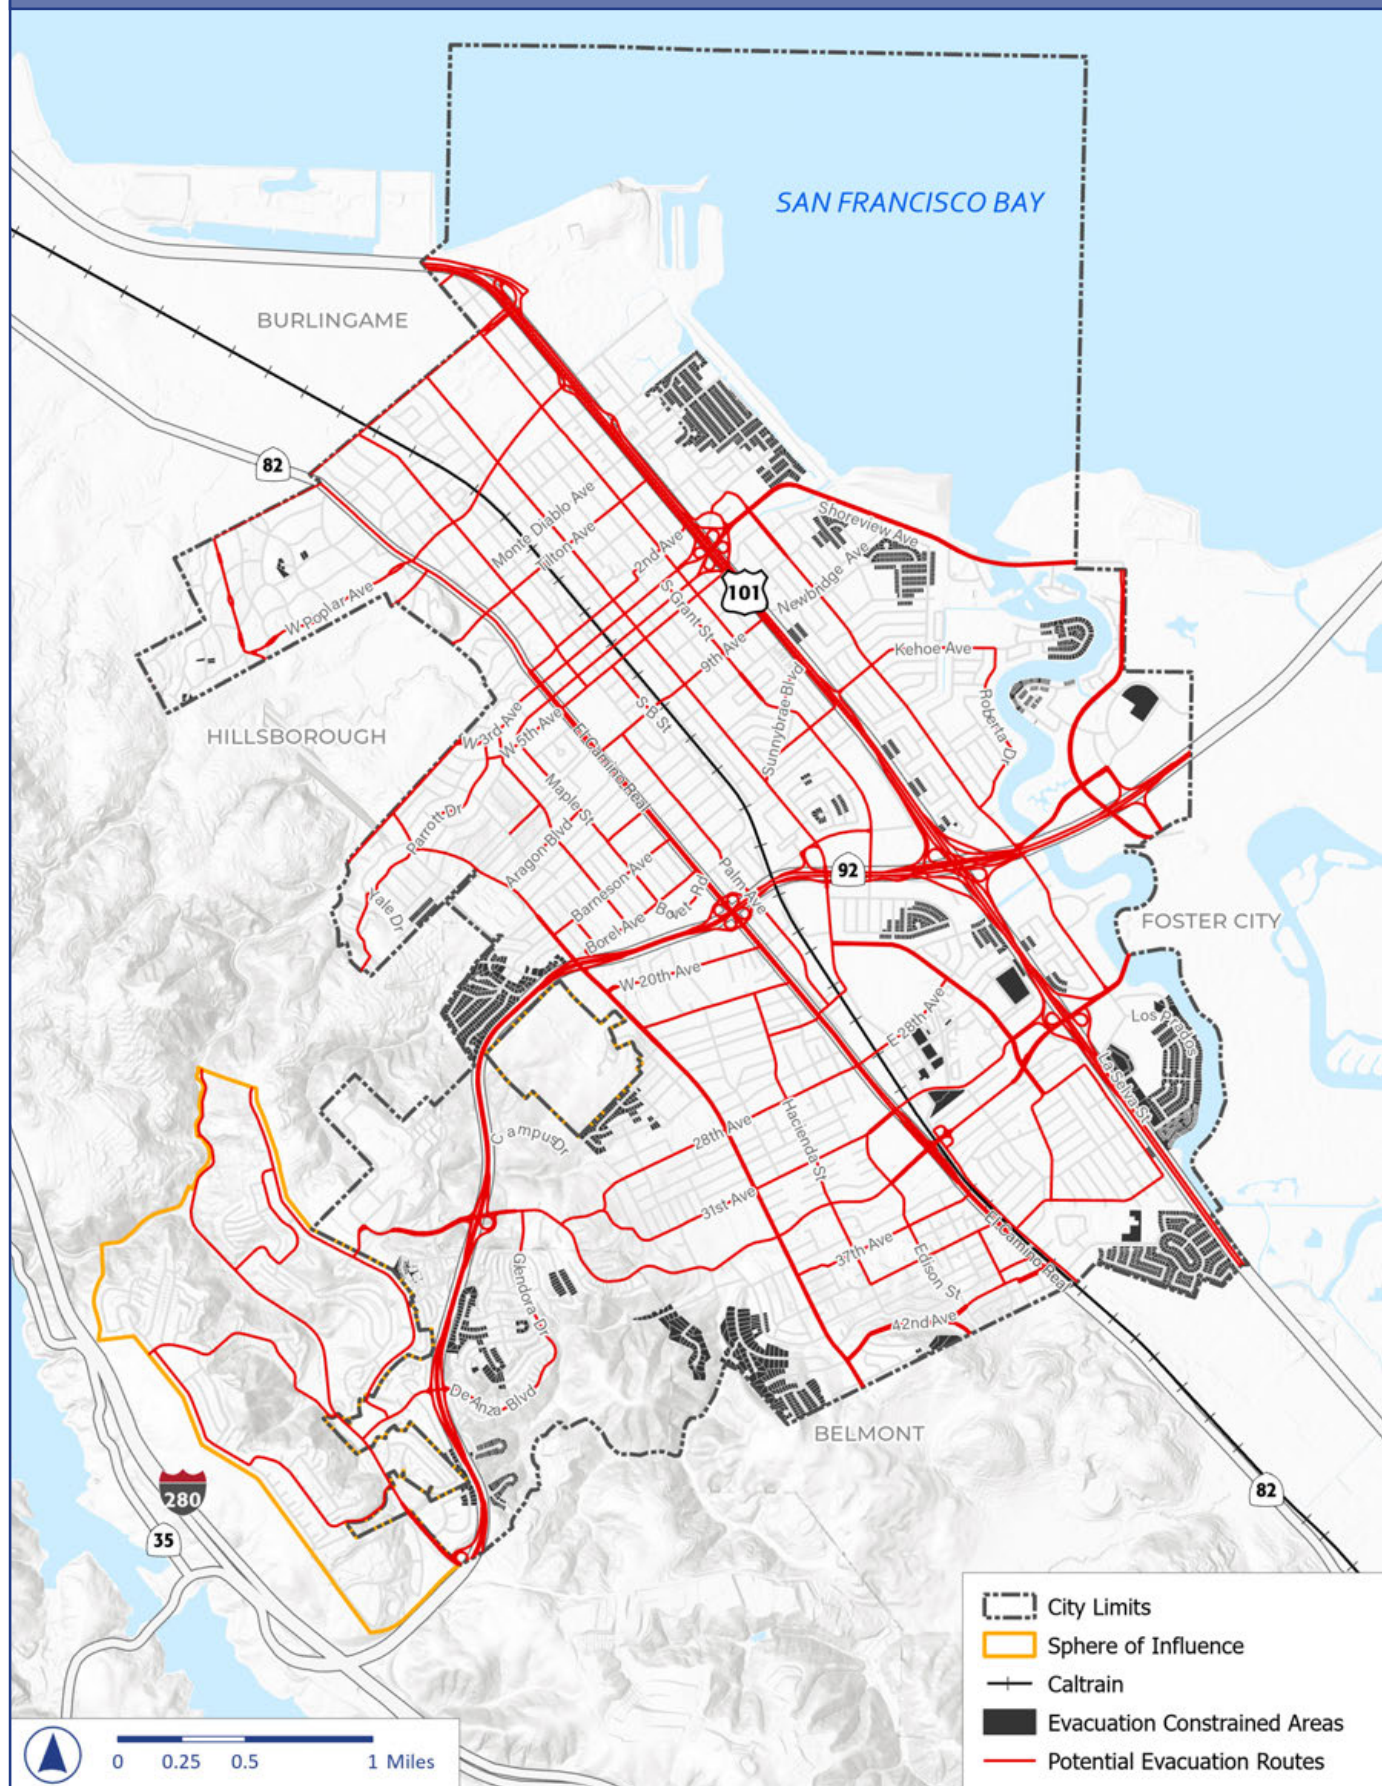 SAN FRANCISCO BAY
BURLINGAME
82
Monte Diablo Ave
Tilton Ave
2nd Ave
Shoreview Ave
101
Newbridge Ave
S Grant St
9th Ave
W Poplar Ave
Kehoe Ave
Sunnybrae Blvd
Roberta Dr
S B St
HILLSBOROUGH
W 3rd Ave
W 5th Ave
El Camino Real
Maple St
Parrott Dr
Aragon Blvd
92
Barneson Ave
Palm Ave
Yale Dr
Bovet Rd
Borel Ave
FOSTER CITY
W 20th Ave
E 28th Ave
Los Prados
La Selva St
Campus Dr
28th Ave
Hacienda St
31st Ave
37th Ave
Edison St
El Camino Real
Glendora Dr
42nd Ave
De Anza Blvd
BELMONT
280
35
82
City Limits
Sphere of Influence
Caltrain
Evacuation Constrained Areas
Potential Evacuation Routes
0 0.25 0.5 1 Miles